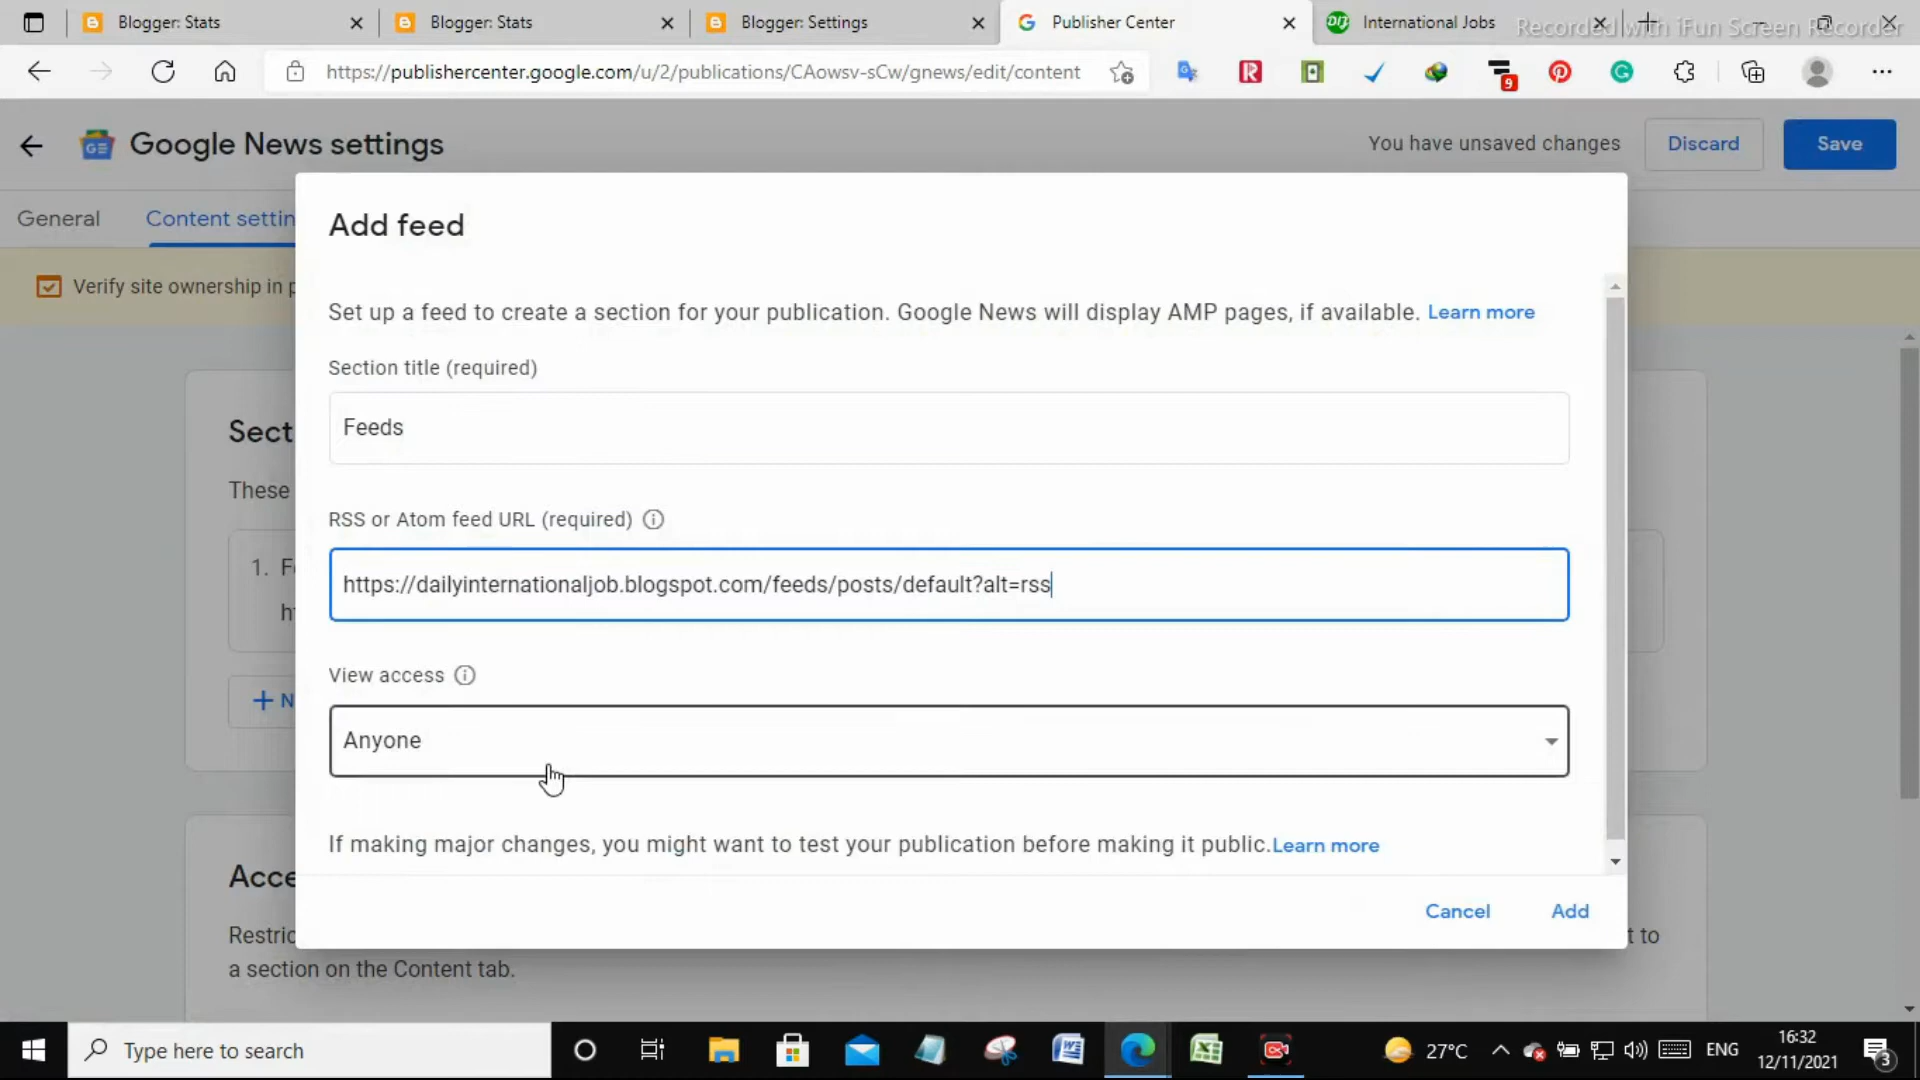 Blogger: Stats
Blogger: Stats
Blogger: Settings
Publisher Center
International Jobs
Recorded with iFun Screen Recorder
https://publishercenter.google.com/u/2/publications/CAowsv-sCw/gnews/edit/content
9
Google News settings
You have unsaved changes
Discard
Save
General
Content settin
Verify site ownership in p
Add feed
Set up a feed to create a section for your publication. Google News will display AMP pages, if available. Learn more
Section title (required)
Feeds
RSS or Atom feed URL (required)
https://dailyinternationaljob.blogspot.com/feeds/posts/default?alt=rss
View access
Anyone
If making major changes, you might want to test your publication before making it public.Learn more
Cancel
Add
Sect
These
1. F
h
+ N
Acce
Restric
t to
a section on the Content tab.
Type here to search
27°C
ENG
16:32
12/11/2021
3